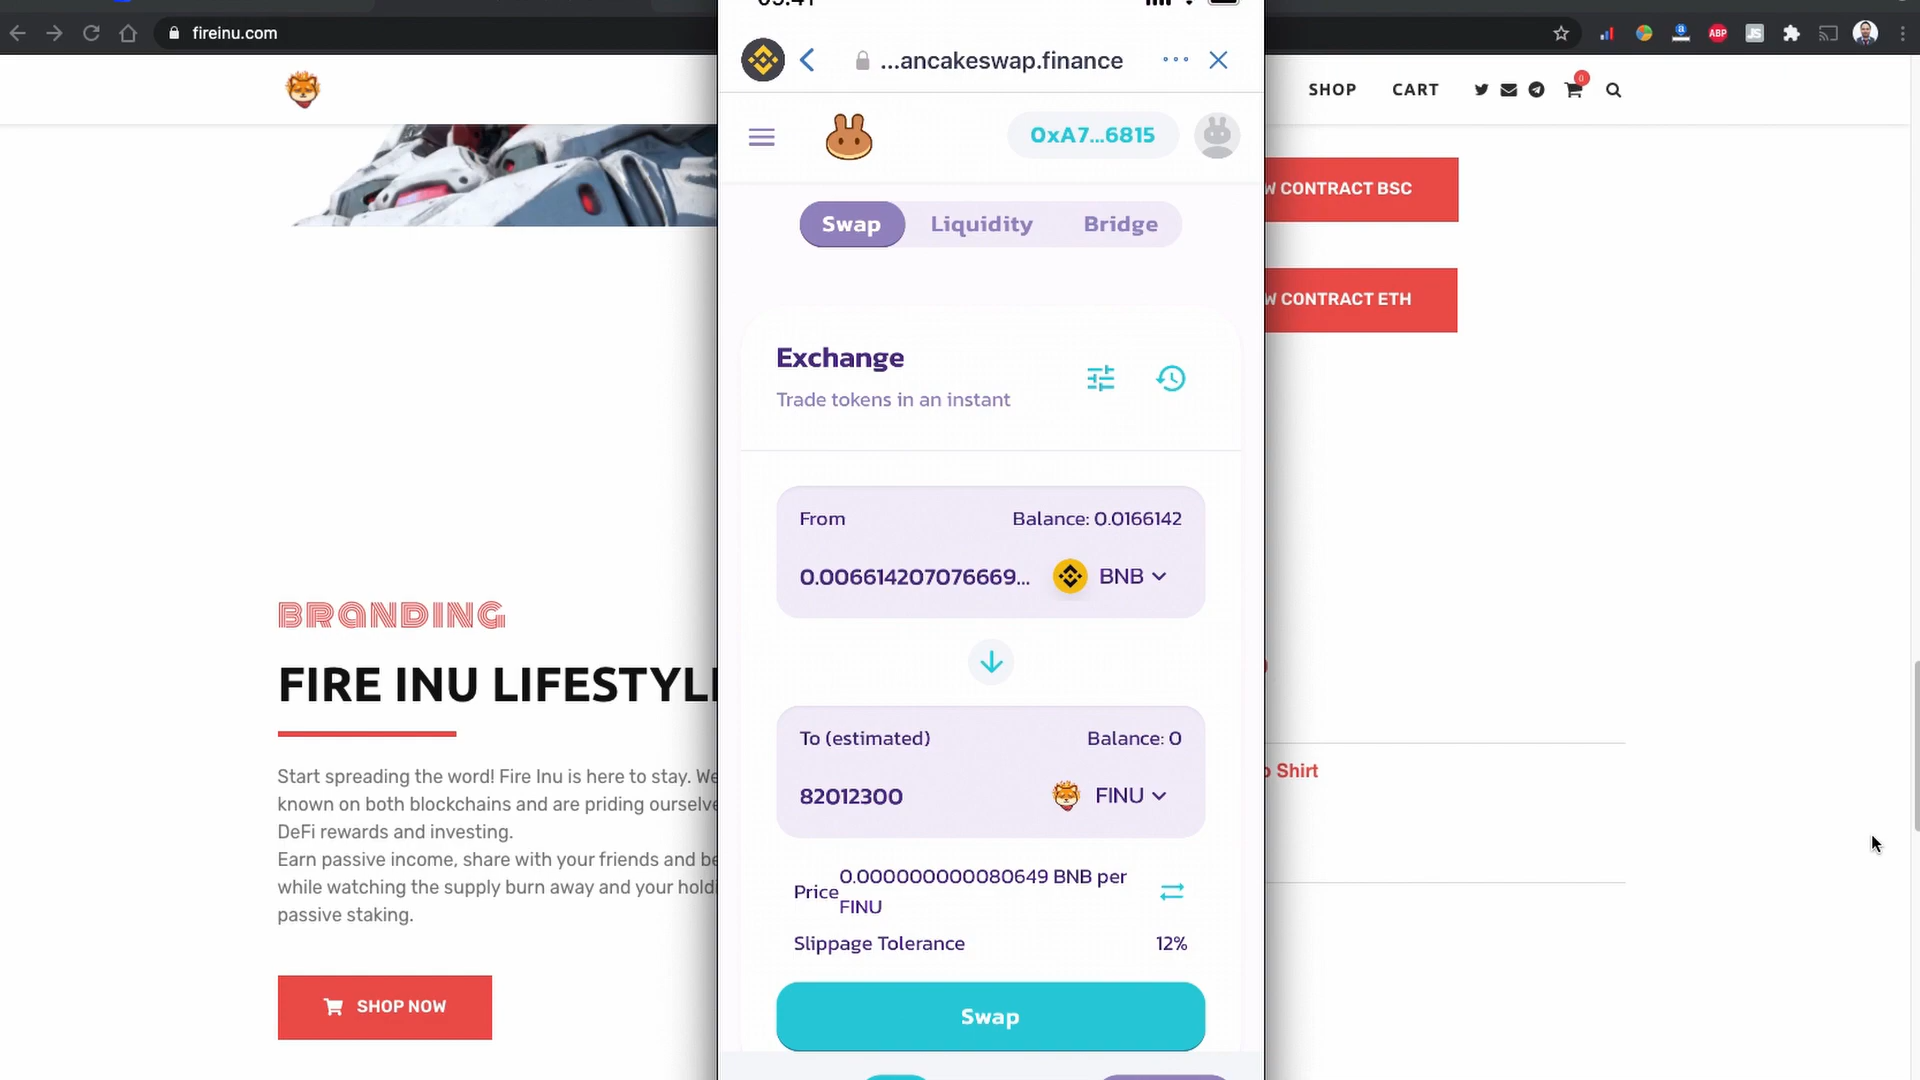 fireinu.com
ABP
JS
SHOP
CART
0
...ancakeswap.finance
0xA7...6815
Swap
Liquidity
Bridge
W CONTRACT BSC
W CONTRACT ETH
Exchange
Trade tokens in an instant
From
Balance: 0.0166142
0.006614207076669...
BNB
To (estimated)
Balance: 0
82012300
FINU
Price
0.000000000080649 BNB per
FINU
Slippage Tolerance
12%
Swap
BRANDING
FIRE INU LIFESTYL
Start spreading the word! Fire Inu is here to stay. We
known on both blockchains and are priding ourselve
DeFi rewards and investing.
Earn passive income, share with your friends and be
while watching the supply burn away and your holdi
passive staking.
SHOP NOW
o Shirt